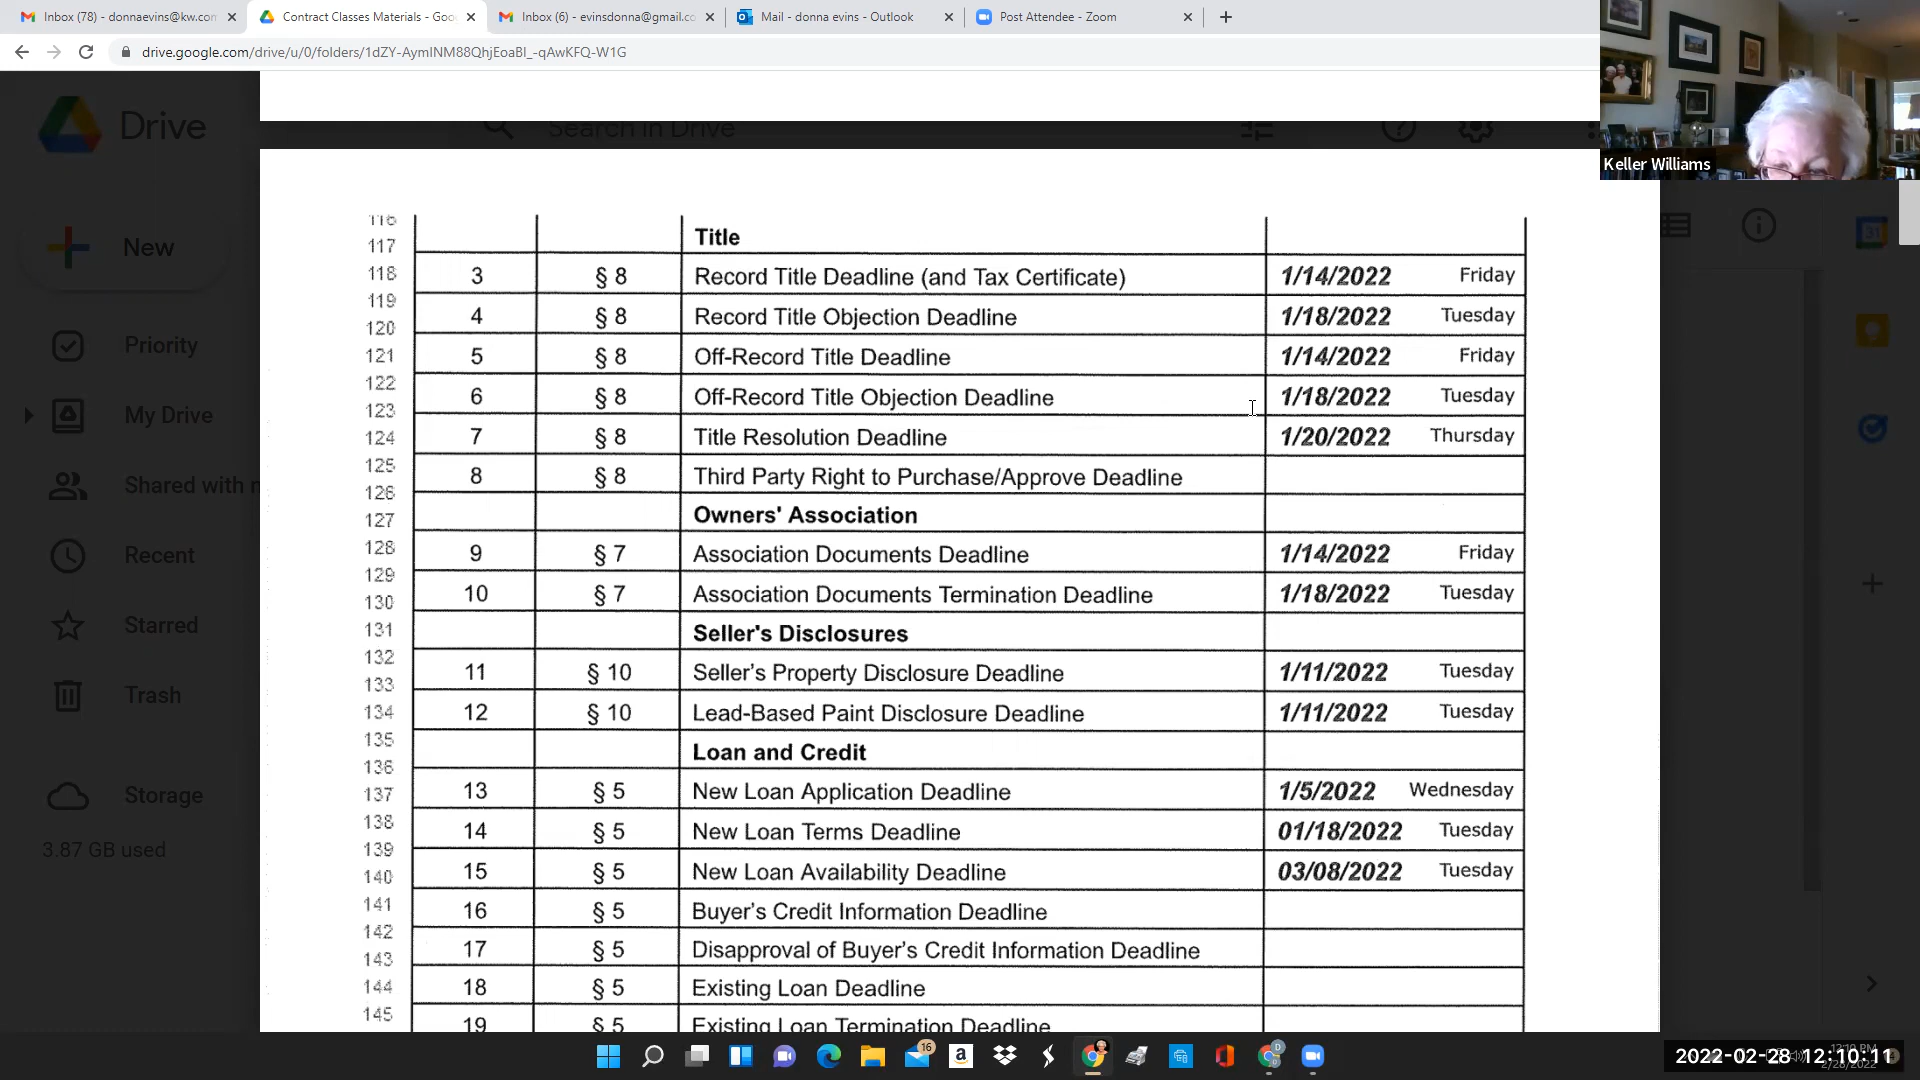 Inbox (78) - donnaevins@kw.com
Contract Classes Materials - Goo
Inbox (6) - evinsdonna@gmail.co
Mail - donna evins - Outlook
Post Attendee - Zoom
drive.google.com/drive/u/0/folders/1dZY-AymINM88QhjEoaBI_-qAwKFQ-W1G
Keller Williams
Drive
Search in Drive
New
Priority
My Drive
Shared with m
Recent
Starred
Trash
Storage
3.87 GB used
116
117 Title
118 3 § 8 Record Title Deadline (and Tax Certificate) 1/14/2022 Friday
119
120 4 § 8 Record Title Objection Deadline 1/18/2022 Tuesday
121 5 § 8 Off-Record Title Deadline 1/14/2022 Friday
122
123 6 § 8 Off-Record Title Objection Deadline 1/18/2022 Tuesday
124 7 § 8 Title Resolution Deadline 1/20/2022 Thursday
125 8 § 8 Third Party Right to Purchase/Approve Deadline
126
127 Owners' Association
128 9 § 7 Association Documents Deadline 1/14/2022 Friday
129
130 10 § 7 Association Documents Termination Deadline 1/18/2022 Tuesday
131 Seller's Disclosures
132 11 § 10 Seller's Property Disclosure Deadline 1/11/2022 Tuesday
133
134 12 § 10 Lead-Based Paint Disclosure Deadline 1/11/2022 Tuesday
135 Loan and Credit
136
137 13 § 5 New Loan Application Deadline 1/5/2022 Wednesday
138 14 § 5 New Loan Terms Deadline 01/18/2022 Tuesday
139
140 15 § 5 New Loan Availability Deadline 03/08/2022 Tuesday
141 16 § 5 Buyer's Credit Information Deadline
142
143 17 § 5 Disapproval of Buyer's Credit Information Deadline
144 18 § 5 Existing Loan Deadline
145 19 § 5 Existing Loan Termination Deadline
31
16
2022-02-28 12:10:11